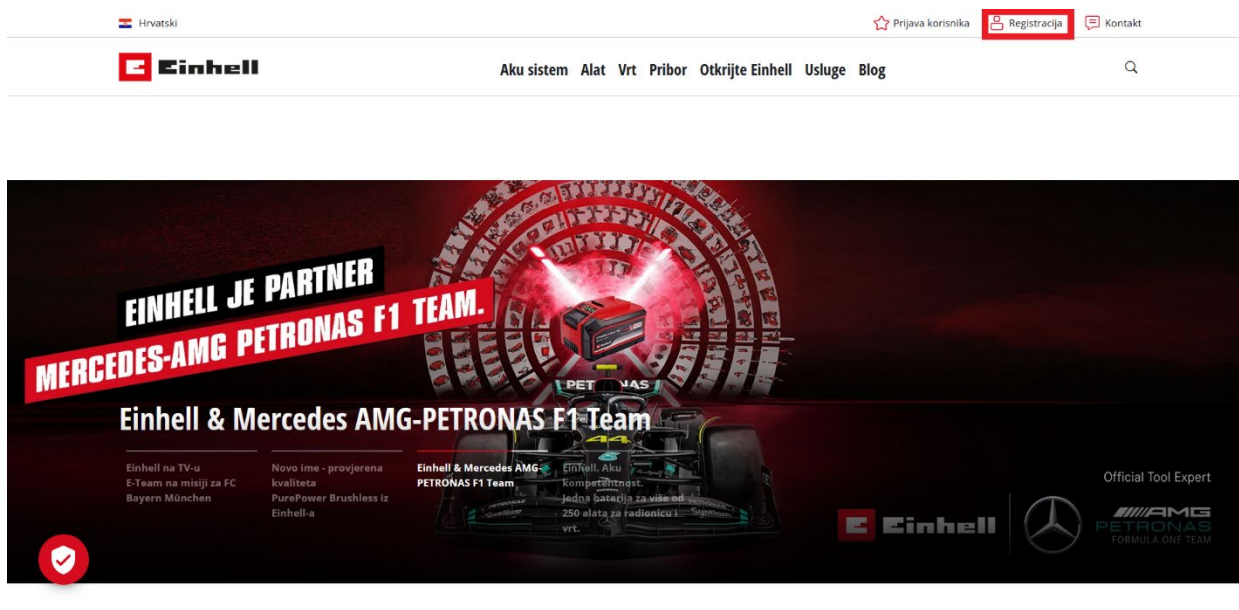 Hrvatski
Prijava korisnika
Registracija
Kontakt
Einhell
Aku sistem Alat Vrt Pribor Otkrijte Einhell Usluge Blog
EINHELL JE PARTNER
MERCEDES-AMG PETRONAS F1 TEAM.
PETRONAS
Einhell & Mercedes AMG-PETRONAS F1 Team
44
Einhell na TV-u
E-Team na misiji za FC
Bayern München
Novo ime - provjerena
kvaliteta
PurePower Brushless iz
Einhell-a
Einhell & Mercedes AMG-
PETRONAS F1 Team
Einhell. Aku
kompetentnost.
Jedna baterija za više od
250 alata za radionicu i
vrt.
Official Tool Expert
Einhell
AMG
PETRONAS
FORMULA ONE TEAM